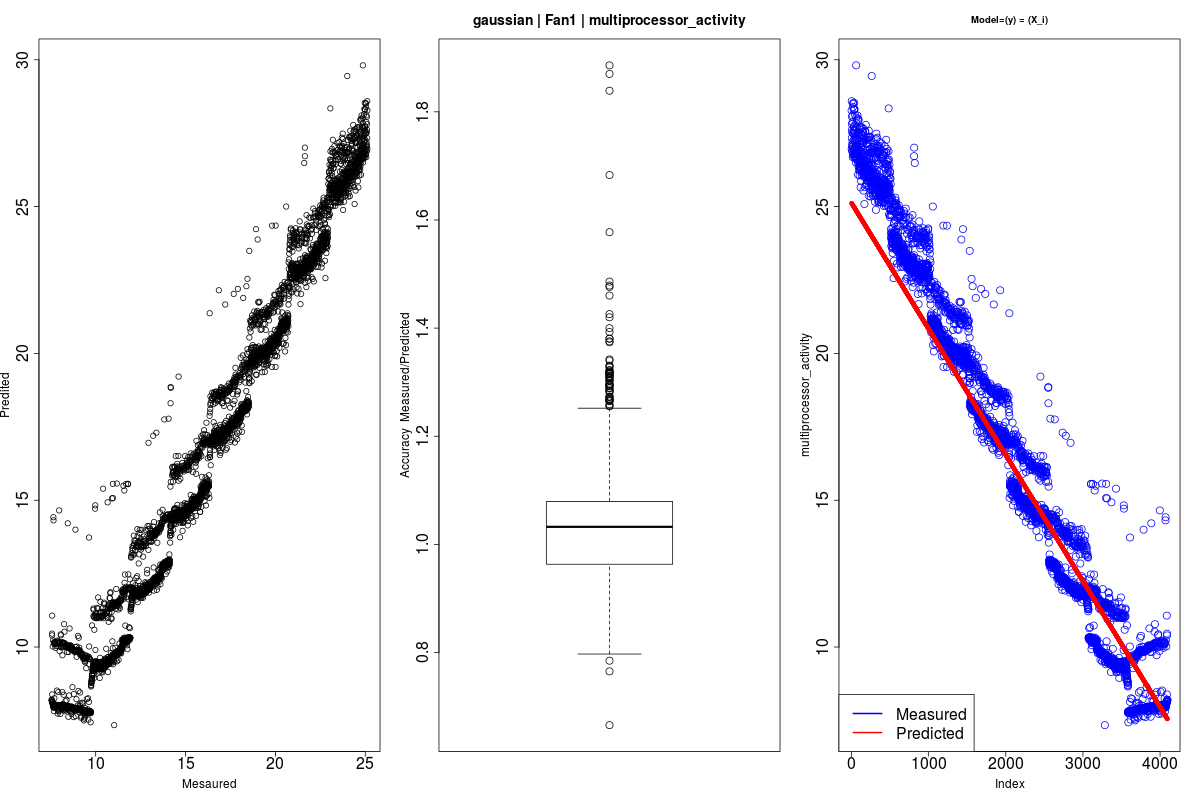 gaussian | Fan1 | multiprocessor_activity
Model=(y) = (X_i)
Predited
10
15
20
25
30
10
15
20
25
Mesaured
Accuracy Measured/Predicted
0.8
1.0
1.2
1.4
1.6
1.8
multiprocessor_activity
10
15
20
25
30
Measured
Predicted
0
1000
2000
3000
4000
Index